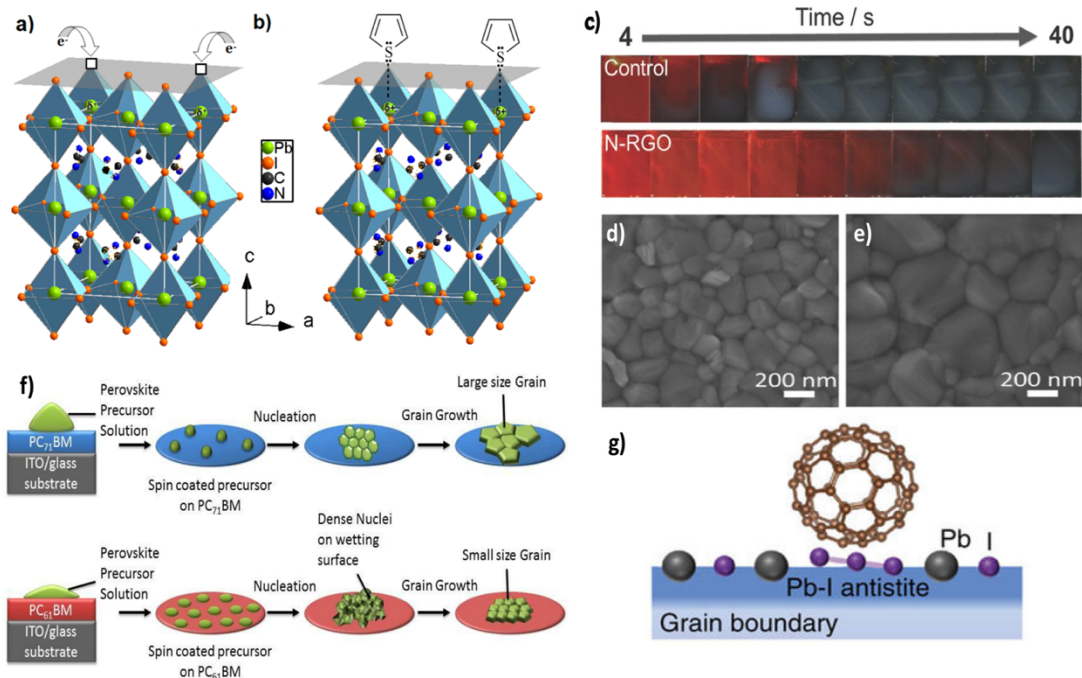 a)
e-
e-
δ+
δ+
b)
S
S
δ+
δ+
Pb
I
C
N
c
b
a
c)
Time / s
4
40
Control
N-RGO
d)
200 nm
e)
200 nm
f)
Perovskite
Precursor
Solution
PC71BM
ITO/glass
substrate
Spin coated precursor
on PC71BM
Nucleation
Grain Growth
Large size Grain
Perovskite
Precursor
Solution
PC61BM
ITO/glass
substrate
Spin coated precursor
on PC61BM
Nucleation
Dense Nuclei
on wetting
surface
Grain Growth
Small size Grain
g)
Pb
I
Pb-I antistite
Grain boundary